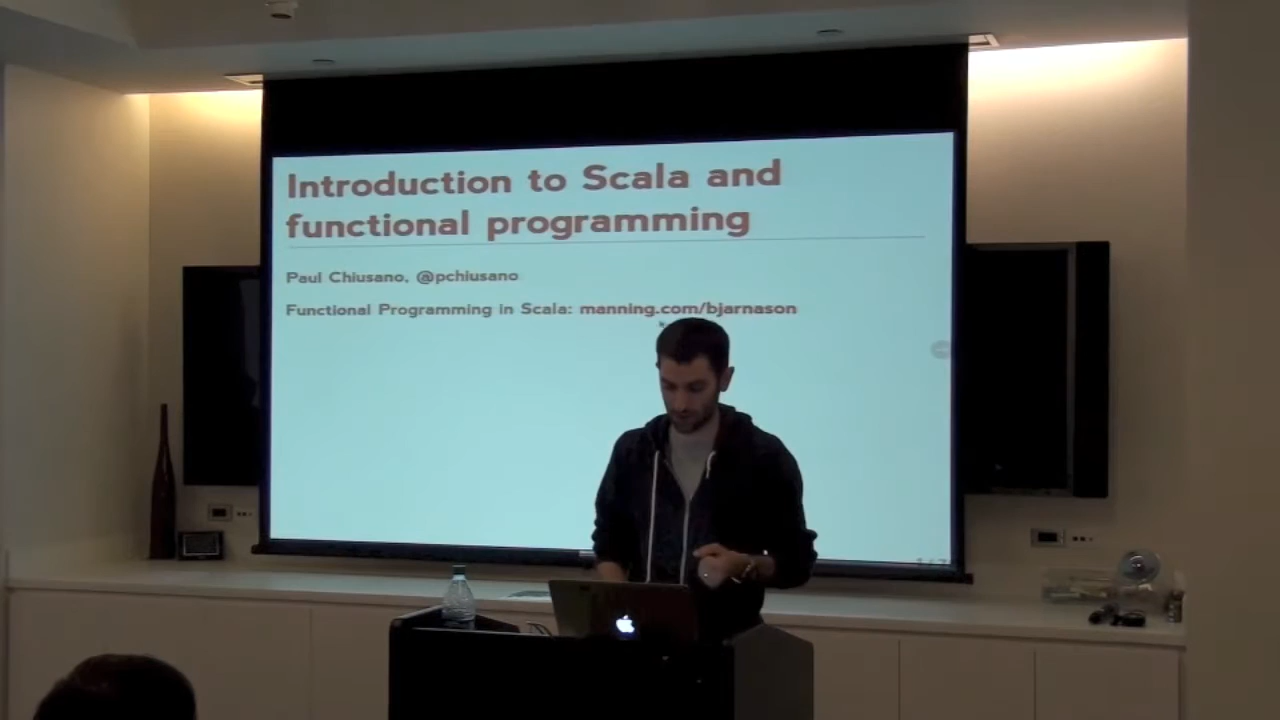 Introduction to Scala and
functional programming
Paul Chiusano, @pchiusano
Functional Programming in Scala: manning.com/bjarnason